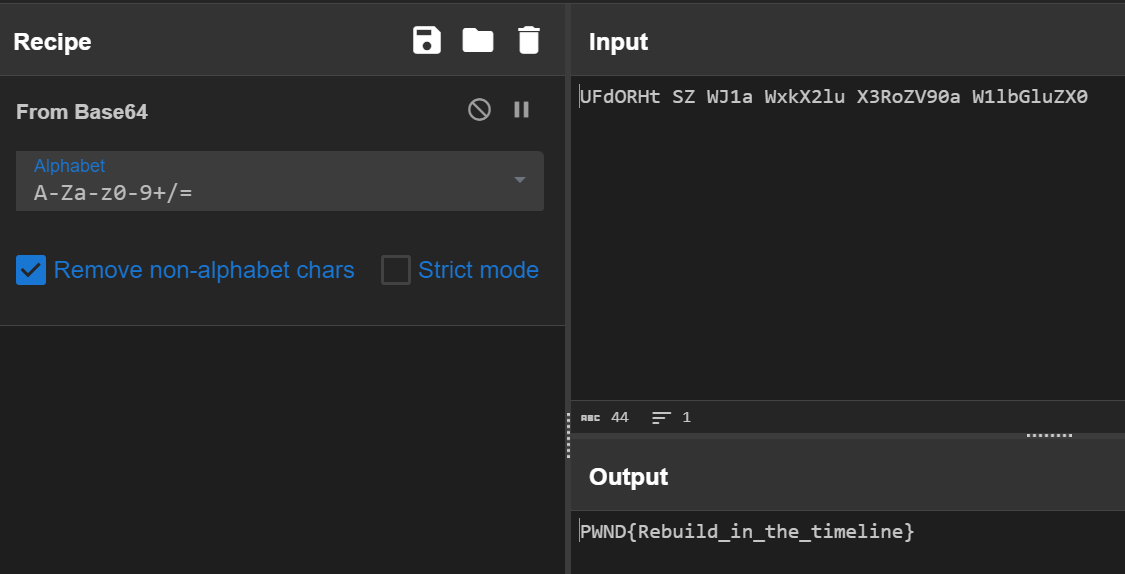 Recipe
From Base64
Alphabet
A-Za-z0-9+/=
Remove non-alphabet chars
Strict mode
Input
UFdORHt SZ WJ1a WxkX2lu X3RoZV90a W1lbGluZX0
ABC 44
1
Output
PWND{Rebuild_in_the_timeline}